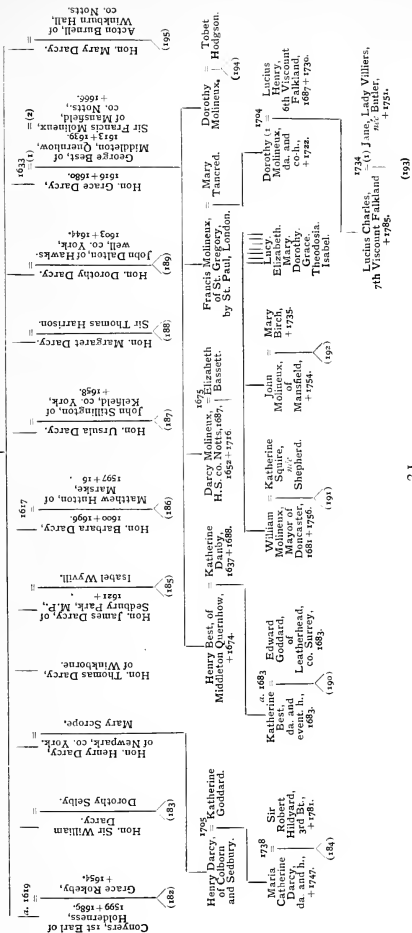 a. 1619
Conyers, 1st Earl of
Holderness,
1599+1689.
=
Grace Rokeby,
+1654.
(182)
Hon. Sir William
Darcy.
=
Dorothy Selby.
(183)
Hon. Henry Darcy,
of Newpark, co. York.
=
Mary Scrope.
Hon. Thomas Darcy,
of Winkborne.
Hon. James Darcy, of
Sedbury Park, M.P.,
+1621
=
Isabel Wyvill.
(185)
1617
Hon. Barbara Darcy,
1600+1696.
=
Matthew Hutton, of
Marske,
1597+16 .
(186)
Hon. Ursula Darcy.
=
John Stillington, of
Kelfield, co. York,
+1658.
(187)
Hon. Margaret Darcy.
=
Sir Thomas Harrison
(188)
Hon. Dorothy Darcy.
=
John Dalton, of Hawks-
well, co. York,
1603+1644
(189)
Hon. Grace Darcy,
1616+1680.
1633
= (1)
George Best, of
Middleton, Quernhow,
1613+1639.
(2)
Sir Francis Molineux,
of Mansfield,
co. Notts.,
+1666.
Hon. Mary Darcy.
=
Acton Burnell, of
Winkburn Hall,
co. Notts.
(195)
Henry Darcy,
of Colborn
and Sedbury.
1705
=
Katherine
Goddard.
Henry Best, of
Middleton Quernhow,
+1674.
=
Katherine
Danby,
1637+1688.
Darcy Molineux,
H.S. co. Notts, 1687,
1652+1716
1675
=
Elizabeth
Bassett.
Francis Molineux,
of St. Gregory,
by St. Paul, London.
=
Mary
Tancred.
Dorothy
Molineux.
=
Tobet
Hodgson.
(194)
Maria
Catherine
Darcy,
da. and h.,
+1747.
1738
=
Sir
Robert
Hildyard,
3rd Bt.,
+1781.
(184)
Katherine
Best,
da. and
event. h.,
1683.
a. 1683
=
Edward
Goddard,
of
Leatherhead,
co. Surrey,
1683.
(190)
William
Molineux,
Mayor of
Doncaster,
1681+1756.
=
Katherine
Squire,
née
Shepherd.
(191)
John
Molineux,
of
Mansfield,
+1754.
=
Mary
Birch,
+1735.
(192)
Lucy
Elizabeth.
Mary.
Dorothy.
Grace.
Theodosia.
Isabel.
Dorothy (1
Molineux,
da. and
co-h.,
+1722.
1704
=
Lucius
Henry,
6th Viscount
Falkland,
1687+1730.
Lucius Charles,
7th Viscount Falkland
+1785.
1734
= (1)
Jane, Lady Villiers,
née Butler,
+1751.
(193)